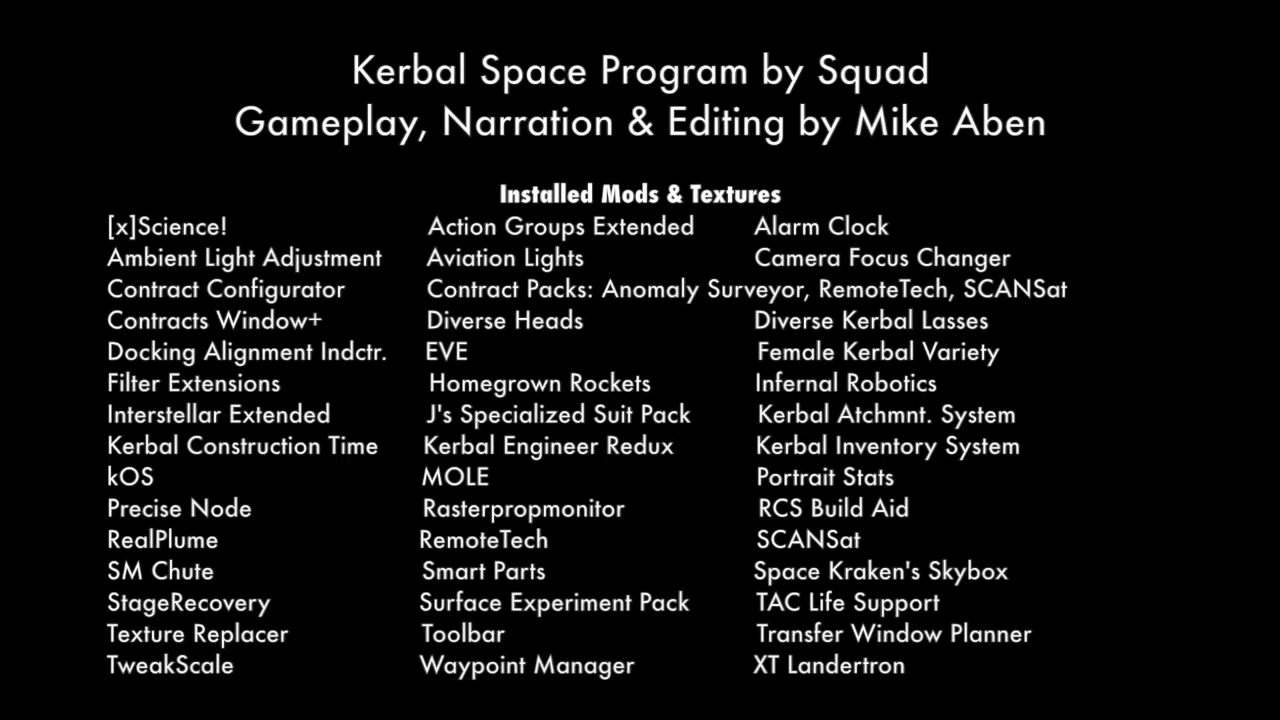 Kerbal Space Program by Squad
Gameplay, Narration & Editing by Mike Aben
Installed Mods & Textures
[x]Science! Action Groups Extended Alarm Clock
Ambient Light Adjustment Aviation Lights Camera Focus Changer
Contract Configurator Contract Packs: Anomaly Surveyor, RemoteTech, SCANSat
Contracts Window+ Diverse Heads Diverse Kerbal Lasses
Docking Alignment Indctr. EVE Female Kerbal Variety
Filter Extensions Homegrown Rockets Infernal Robotics
Interstellar Extended J's Specialized Suit Pack Kerbal Atchmnt. System
Kerbal Construction Time Kerbal Engineer Redux Kerbal Inventory System
kOS MOLE Portrait Stats
Precise Node Rasterpropmonitor RCS Build Aid
RealPlume RemoteTech SCANSat
SM Chute Smart Parts Space Kraken's Skybox
StageRecovery Surface Experiment Pack TAC Life Support
Texture Replacer Toolbar Transfer Window Planner
TweakScale Waypoint Manager XT Landertron